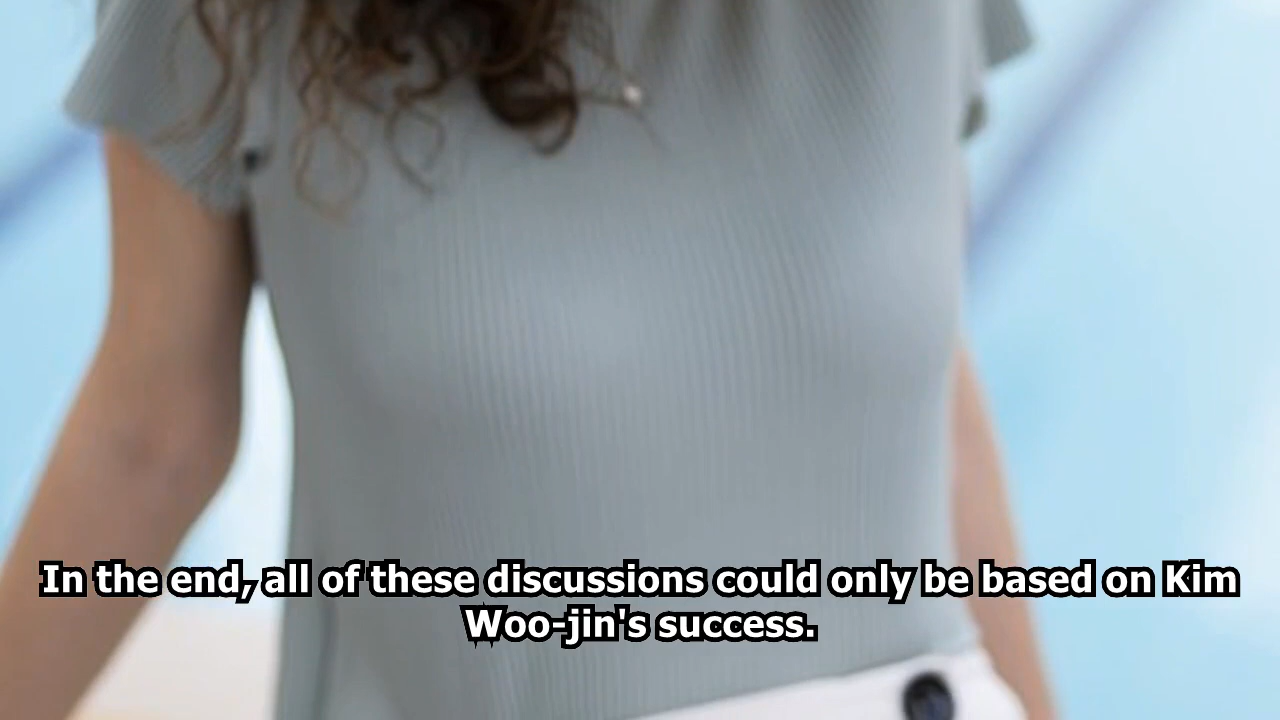 In the end, all of these discussions could only be based on Kim
Woo-jin's success.